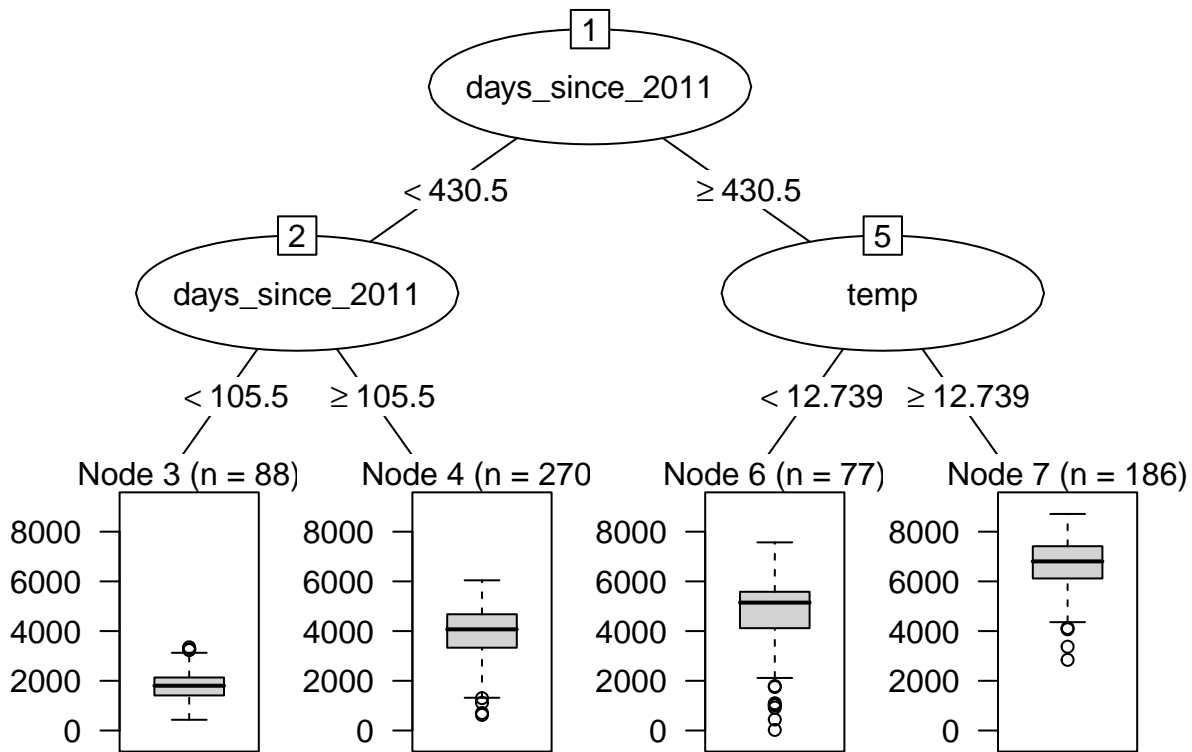 1
days_since_2011
< 430.5 ≥ 430.5
2 5
days_since_2011 temp
< 105.5 ≥ 105.5 < 12.739 ≥ 12.739
Node 3 (n = 88) Node 4 (n = 270 Node 6 (n = 77) Node 7 (n = 186)
8000 8000 8000 8000
6000 6000 6000 6000
4000 4000 4000 4000
2000 2000 2000 2000
0 0 0 0